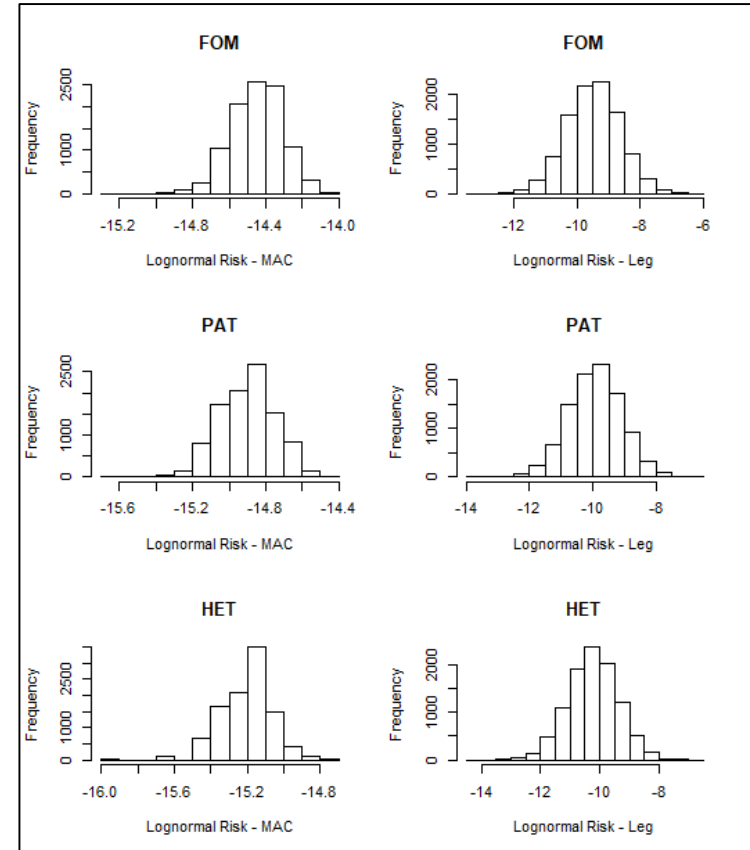 FOM
Frequency
2500
1000
0
-15.2 -14.8 -14.4 -14.0
Lognormal Risk - MAC
FOM
Frequency
2000
1000
0
-12 -10 -8 -6
Lognormal Risk - Leg
PAT
Frequency
2500
1000
0
-15.6 -15.2 -14.8 -14.4
Lognormal Risk - MAC
PAT
Frequency
2000
1000
0
-14 -12 -10 -8
Lognormal Risk - Leg
HET
Frequency
2500
1000
0
-16.0 -15.6 -15.2 -14.8
Lognormal Risk - MAC
HET
Frequency
2000
1000
0
-14 -12 -10 -8
Lognormal Risk - Leg